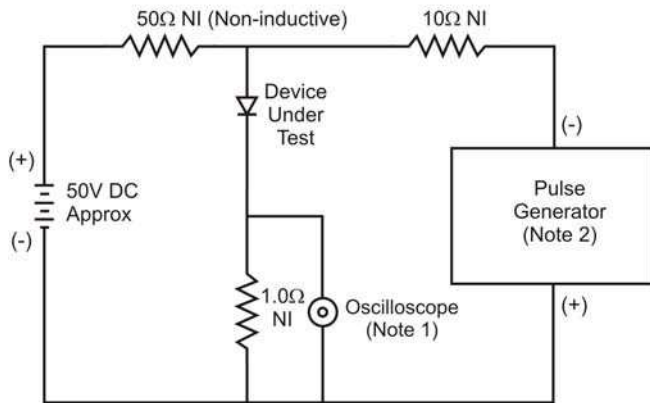 50Ω NI (Non-inductive)
10Ω NI
Device
Under
Test
(-)
(+)
50V DC
Approx
(-)
Pulse
Generator
(Note 2)
1.0Ω
NI
Oscilloscope
(Note 1)
(+)